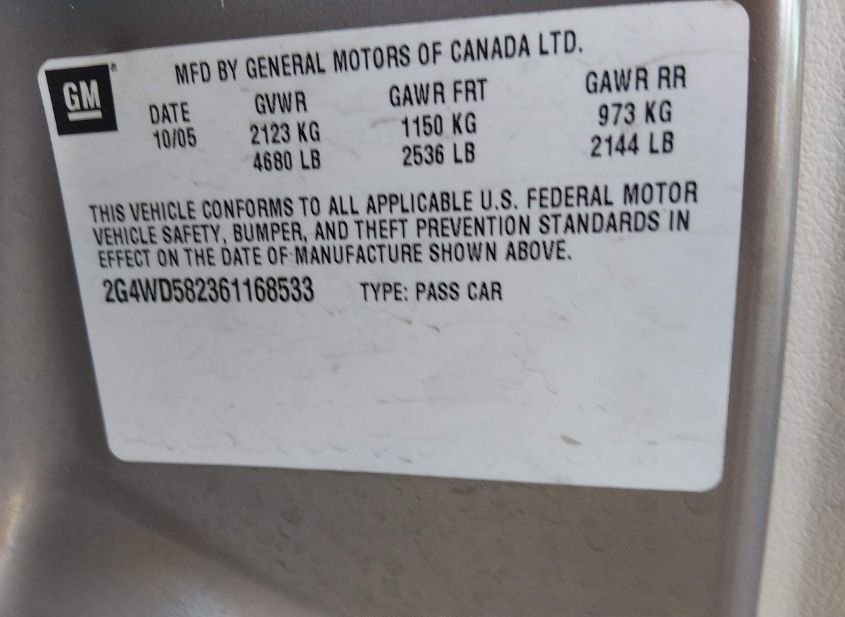 GM
MFD BY GENERAL MOTORS OF CANADA LTD.
DATE GVWR GAWR FRT GAWR RR
10/05 2123 KG 1150 KG 973 KG
4680 LB 2536 LB 2144 LB
THIS VEHICLE CONFORMS TO ALL APPLICABLE U.S. FEDERAL MOTOR
VEHICLE SAFETY, BUMPER, AND THEFT PREVENTION STANDARDS IN
EFFECT ON THE DATE OF MANUFACTURE SHOWN ABOVE.
2G4WD582361168533 TYPE: PASS CAR